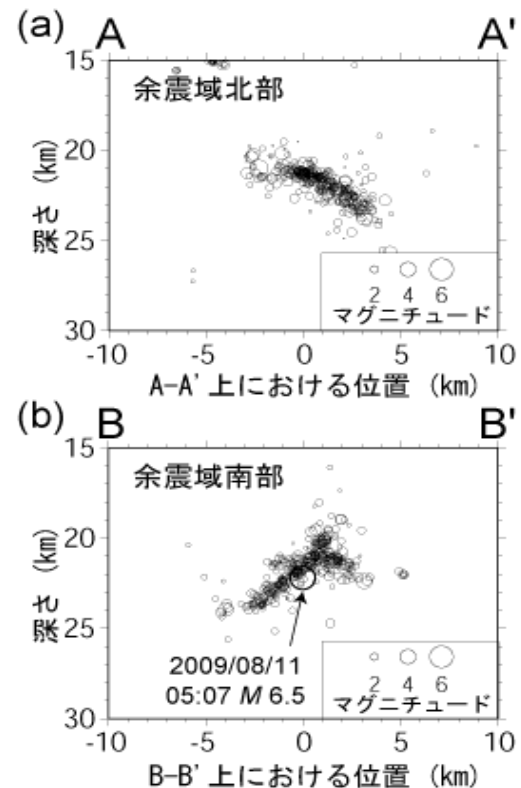 (a) A A'
余震域北部
15
20
25
30
深さ (km)
2 4 6
マグニチュード
-10 -5 0 5 10
A-A' 上における位置 (km)
(b) B B'
余震域南部
15
20
25
30
深さ (km)
2009/08/11
05:07 M 6.5
2 4 6
マグニチュード
-10 -5 0 5 10
B-B' 上における位置 (km)